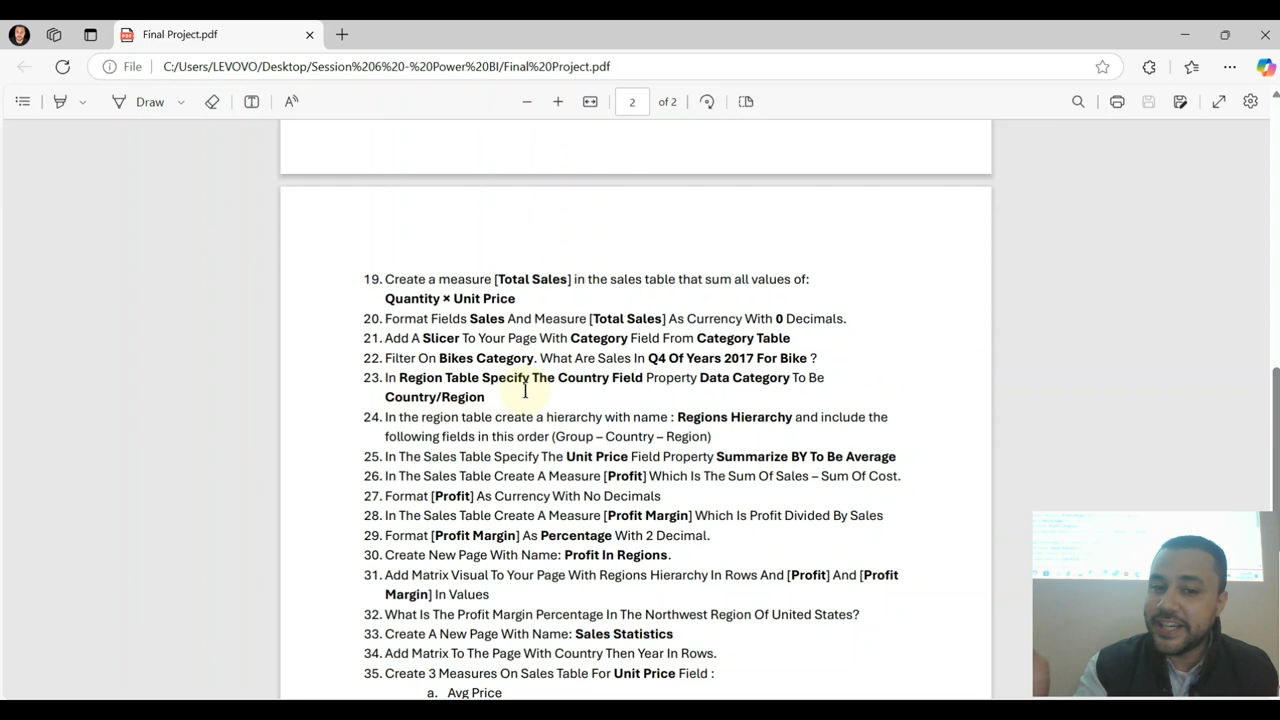 Final Project.pdf
File
C:/Users/LEVOVO/Desktop/Session%206%20-%20Power%20BI/Final%20Project.pdf
Draw
2
of 2
19. Create a measure [Total Sales] in the sales table that sum all values of:
Quantity × Unit Price
20. Format Fields Sales And Measure [Total Sales] As Currency With 0 Decimals.
21. Add A Slicer To Your Page With Category Field From Category Table
22. Filter On Bikes Category. What Are Sales In Q4 Of Years 2017 For Bike ?
23. In Region Table Specify The Country Field Property Data Category To Be
Country/Region
24. In the region table create a hierarchy with name : Regions Hierarchy and include the
following fields in this order (Group – Country – Region)
25. In The Sales Table Specify The Unit Price Field Property Summarize BY To Be Average
26. In The Sales Table Create A Measure [Profit] Which Is The Sum Of Sales – Sum Of Cost.
27. Format [Profit] As Currency With No Decimals
28. In The Sales Table Create A Measure [Profit Margin] Which Is Profit Divided By Sales
29. Format [Profit Margin] As Percentage With 2 Decimal.
30. Create New Page With Name: Profit In Regions.
31. Add Matrix Visual To Your Page With Regions Hierarchy In Rows And [Profit] And [Profit
Margin] In Values
32. What Is The Profit Margin Percentage In The Northwest Region Of United States?
33. Create A New Page With Name: Sales Statistics
34. Add Matrix To The Page With Country Then Year In Rows.
35. Create 3 Measures On Sales Table For Unit Price Field :
a. Avg Price